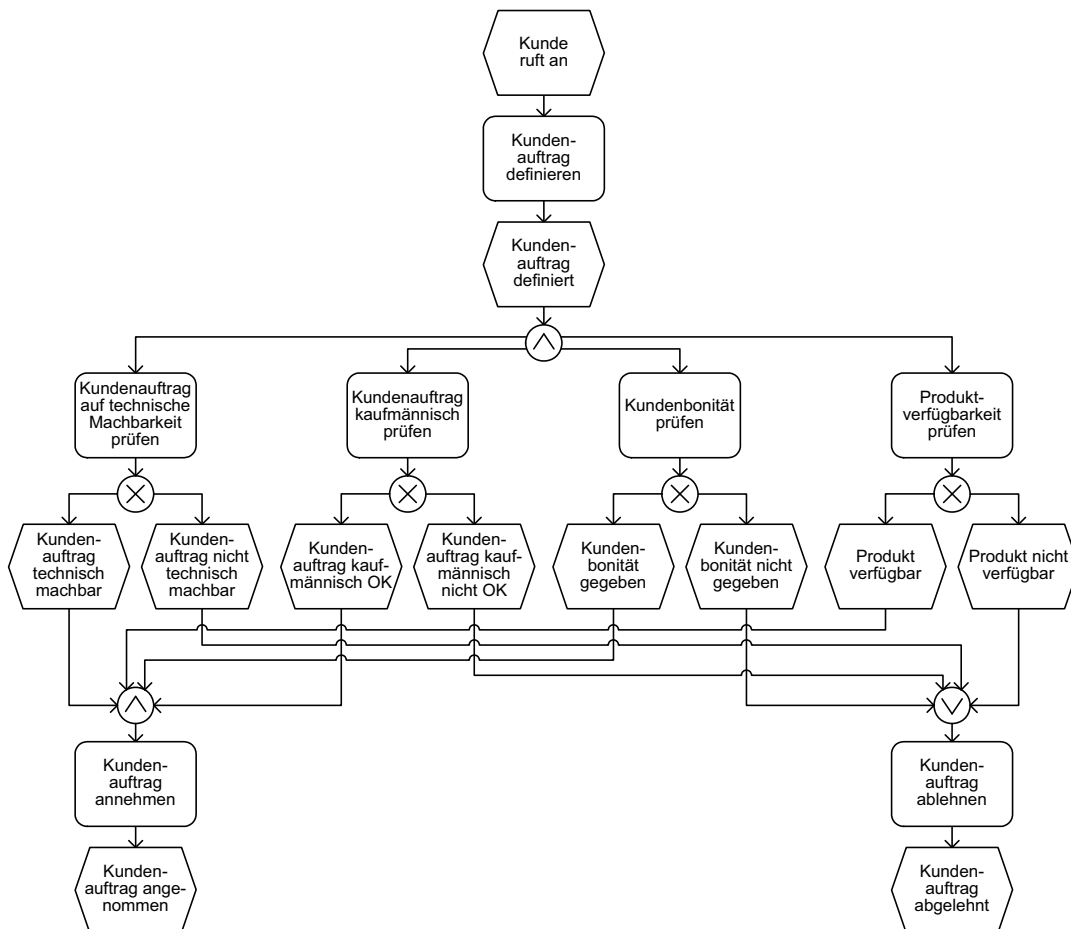 Kunde
ruft an
Kunden-
auftrag
definieren
Kunden-
auftrag
definiert
Kundenauftrag
auf technische
Machbarkeit
prüfen
Kundenauftrag
kaufmännisch
prüfen
Kundenbonität
prüfen
Produkt-
verfügbarkeit
prüfen
Kunden-
auftrag
technisch
machbar
Kunden-
auftrag nicht
technisch
machbar
Kunden-
auftrag kauf-
männisch OK
Kunden-
auftrag kauf-
männisch
nicht OK
Kunden-
bonität
gegeben
Kunden-
bonität nicht
gegeben
Produkt
verfügbar
Produkt nicht
verfügbar
Kunden-
auftrag
annehmen
Kunden-
auftrag
ablehnen
Kunden-
auftrag ange-
nommen
Kunden-
auftrag
abgelehnt